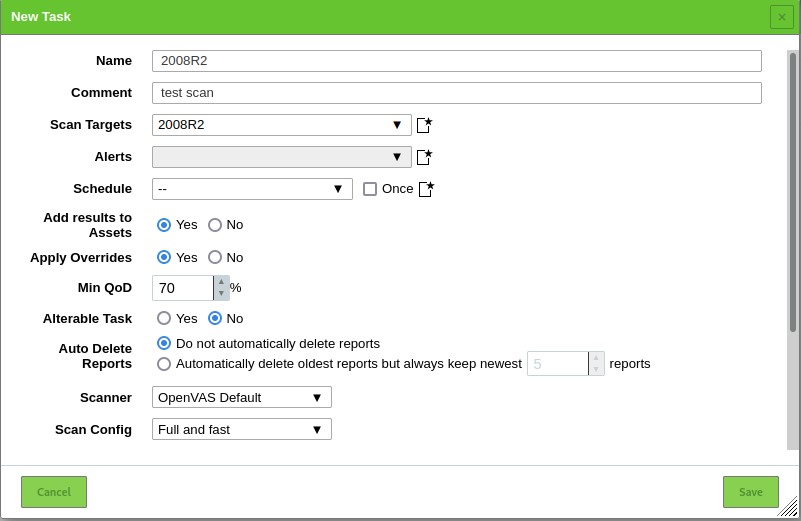 New Task
×
Name 2008R2
Comment test scan
Scan Targets 2008R2 ▼
Alerts ▼
Schedule -- ▼ Once
Add results to
Assets
Yes No
Apply Overrides Yes No
Min QoD 70 %
Alterable Task Yes No
Auto Delete
Reports
Do not automatically delete reports
Automatically delete oldest reports but always keep newest 5 reports
Scanner OpenVAS Default ▼
Scan Config Full and fast ▼
Cancel Save